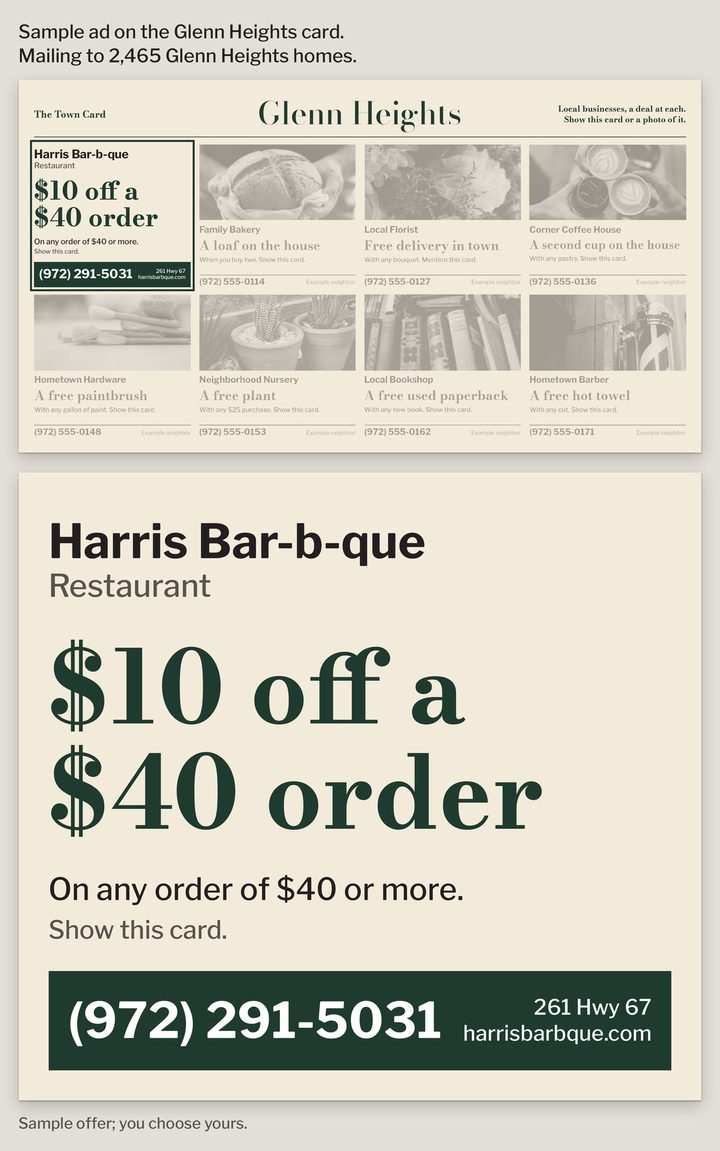 Sample ad on the Glenn Heights card.
Mailing to 2,465 Glenn Heights homes.
The Town Card
Glenn Heights
Local businesses, a deal at each.
Show this card or a photo of it.
Harris Bar-b-que
Restaurant
$10 off a
$40 order
On any order of $40 or more.
Show this card.
(972) 291-5031
261 Hwy 67
harrisbarbque.com
Family Bakery
A loaf on the house
When you buy two. Show this card.
(972) 555-0114
Example neighbor
Local Florist
Free delivery in town
With any bouquet. Mention this card.
(972) 555-0127
Example neighbor
Corner Coffee House
A second cup on the house
With any pastry. Show this card.
(972) 555-0136
Example neighbor
Hometown Hardware
A free paintbrush
With any gallon of paint. Show this card.
(972) 555-0148
Example neighbor
Neighborhood Nursery
A free plant
With any $25 purchase. Show this card.
(972) 555-0153
Example neighbor
Local Bookshop
A free used paperback
With any new book. Show this card.
(972) 555-0162
Example neighbor
Hometown Barber
A free hot towel
With any cut. Show this card.
(972) 555-0171
Example neighbor
Harris Bar-b-que
Restaurant
$10 off a
$40 order
On any order of $40 or more.
Show this card.
(972) 291-5031
261 Hwy 67
harrisbarbque.com
Sample offer; you choose yours.